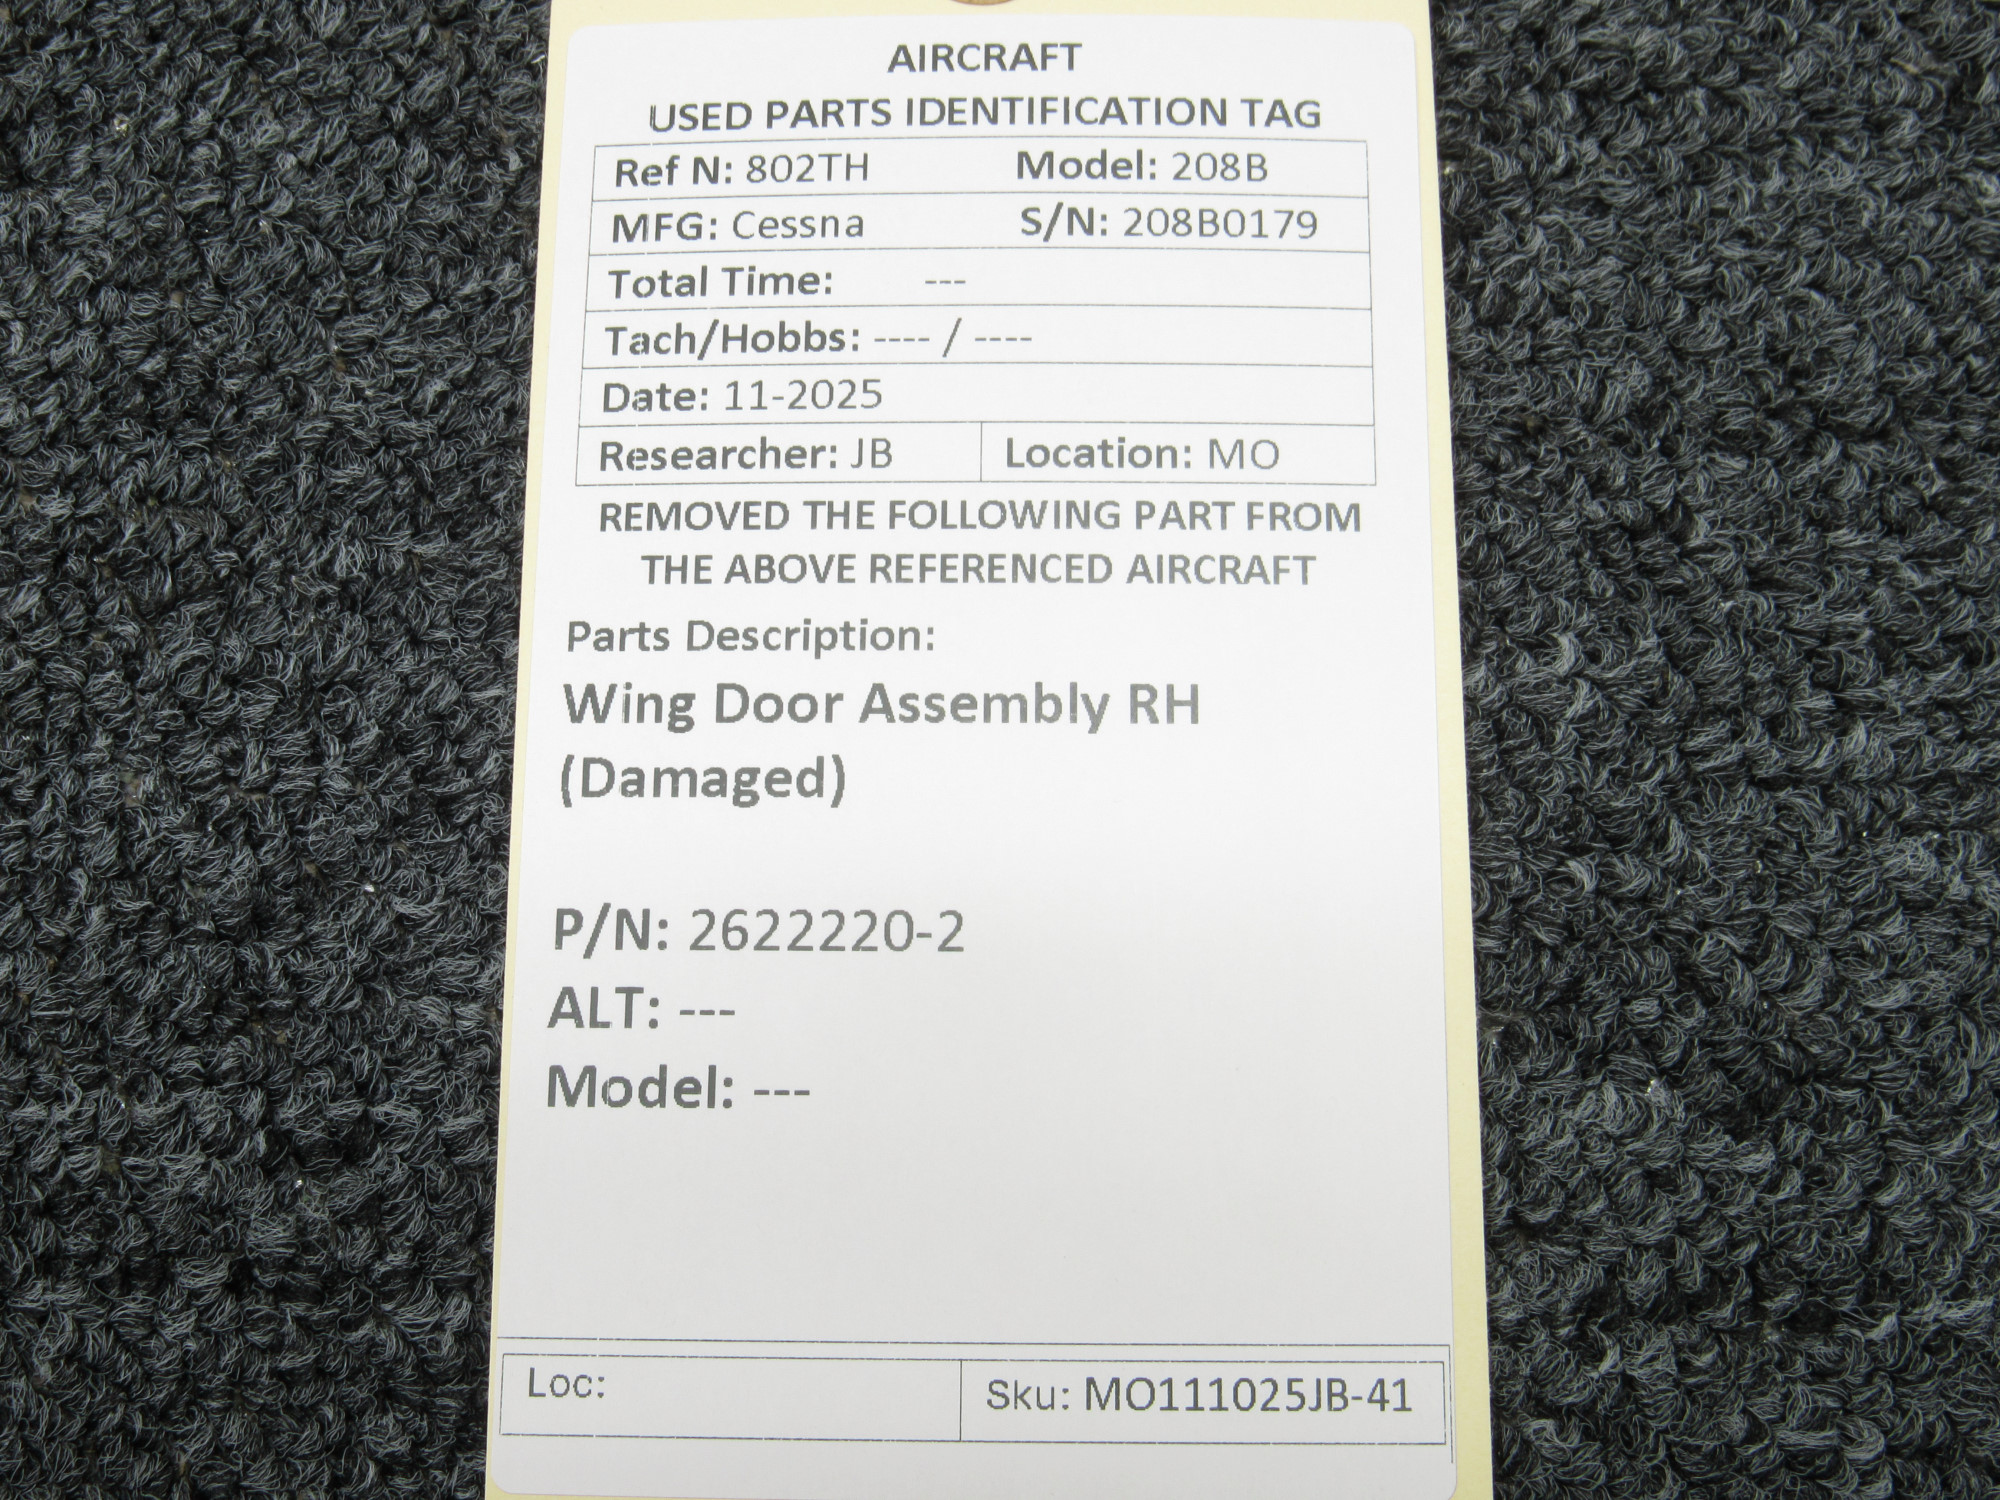 AIRCRAFT
USED PARTS IDENTIFICATION TAG
Ref N: 802TH Model: 208B
MFG: Cessna S/N: 208B0179
Total Time: ---
Tach/Hobbs: ---- / ----
Date: 11-2025
Researcher: JB Location: MO
REMOVED THE FOLLOWING PART FROM
THE ABOVE REFERENCED AIRCRAFT
Parts Description:
Wing Door Assembly RH
(Damaged)
P/N: 2622220-2
ALT: ---
Model: ---
Loc: Sku: MO111025JB-41